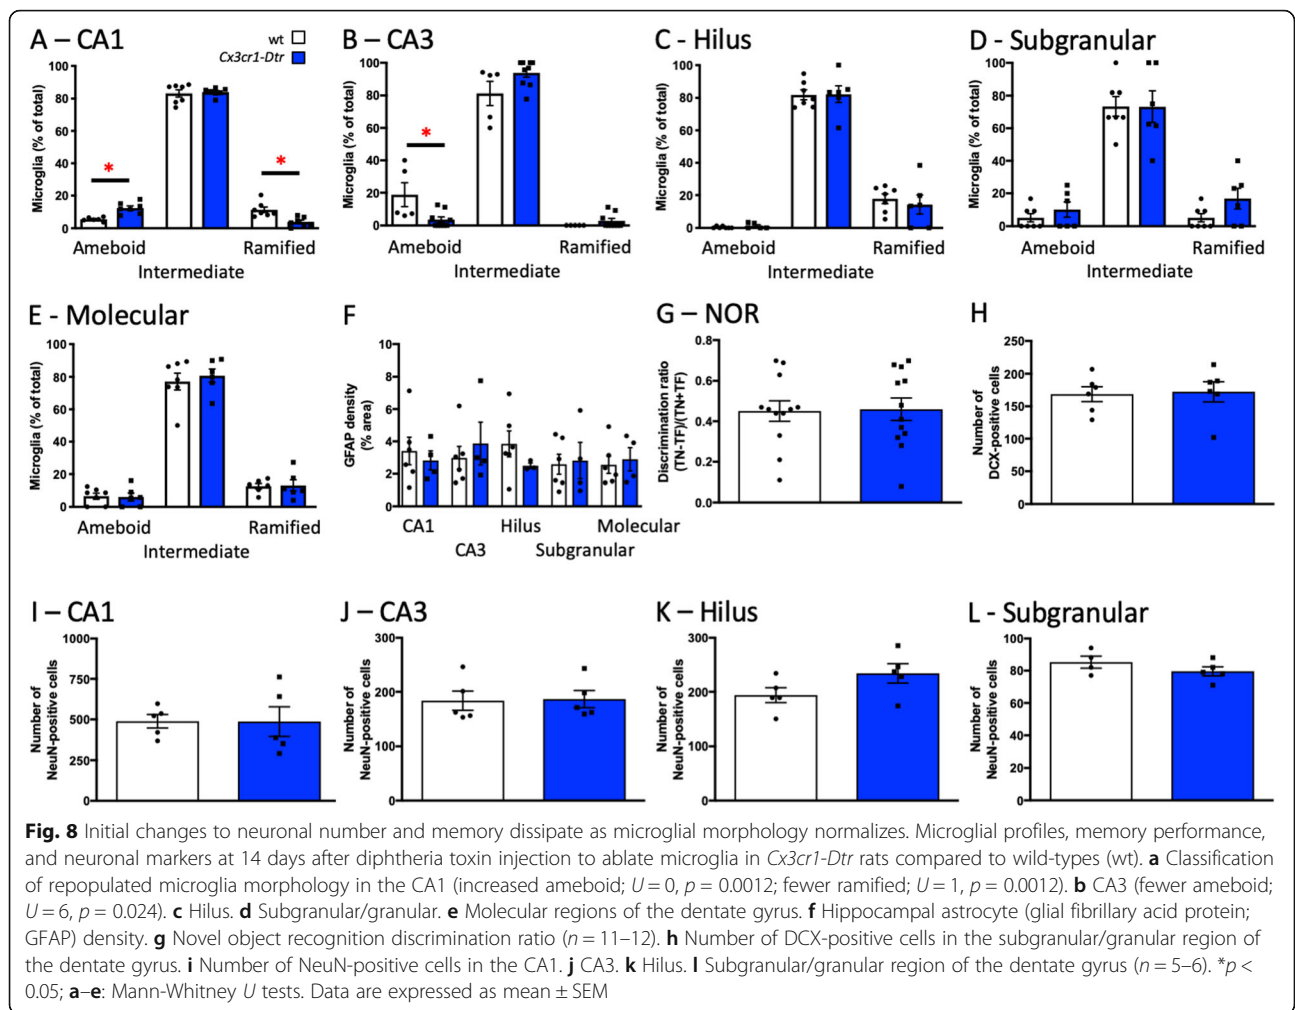 A – CA1
wt
Cx3cr1-Dtr
Microglia (% of total)
100
80
60
40
20
0
*
*
Ameboid
Ramified
Intermediate
B – CA3
Microglia (% of total)
100
80
60
40
20
0
*
Ameboid
Ramified
Intermediate
C - Hilus
Microglia (% of total)
100
80
60
40
20
0
Ameboid
Ramified
Intermediate
D - Subgranular
Microglia (% of total)
100
80
60
40
20
0
Ameboid
Ramified
Intermediate
E - Molecular
Microglia (% of total)
100
80
60
40
20
0
Ameboid
Ramified
Intermediate
F
GFAP density
(% area)
10
8
6
4
2
0
CA1
Hilus
Molecular
CA3
Subgranular
G – NOR
Discrimination ratio
(TN-TF)/(TN+TF)
0.8
0.6
0.4
0.2
0.0
H
Number of
DCX-positive cells
250
200
150
100
50
0
I – CA1
Number of
NeuN-positive cells
1000
750
500
250
0
J – CA3
Number of
NeuN-positive cells
300
200
100
0
K – Hilus
Number of
NeuN-positive cells
300
200
100
0
L - Subgranular
Number of
NeuN-positive cells
100
80
60
40
20
0
Fig. 8 Initial changes to neuronal number and memory dissipate as microglial morphology normalizes. Microglial profiles, memory performance,
and neuronal markers at 14 days after diphtheria toxin injection to ablate microglia in Cx3cr1-Dtr rats compared to wild-types (wt). a Classification
of repopulated microglia morphology in the CA1 (increased ameboid; U = 0, p = 0.0012; fewer ramified; U = 1, p = 0.0012). b CA3 (fewer ameboid;
U = 6, p = 0.024). c Hilus. d Subgranular/granular. e Molecular regions of the dentate gyrus. f Hippocampal astrocyte (glial fibrillary acid protein;
GFAP) density. g Novel object recognition discrimination ratio (n = 11–12). h Number of DCX-positive cells in the subgranular/granular region of
the dentate gyrus. i Number of NeuN-positive cells in the CA1. j CA3. k Hilus. l Subgranular/granular region of the dentate gyrus (n = 5–6). *p <
0.05; a–e: Mann-Whitney U tests. Data are expressed as mean ± SEM